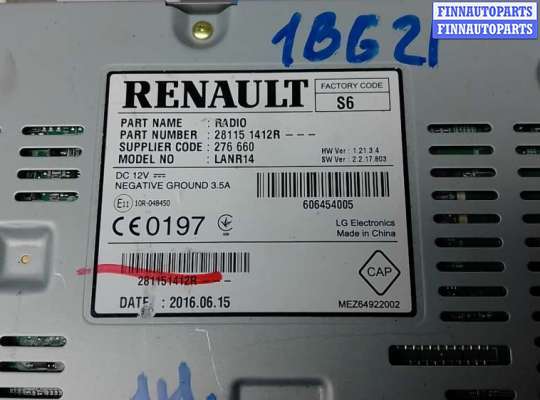 FINNAUTOPARTS
FINNAUTOPARTS
1BG21
RENAULT
FACTORY CODE
S6
PART NAME : RADIO
PART NUMBER : 28115 1412R - - -
SUPPLIER CODE : 276 660
MODEL NO : LANR14
HW Ver : 1.21.3.4
SW Ver : 2.2.17.803
DC 12V
NEGATIVE GROUND 3.5A
E11 10R-048450
606454005
CE0197
LG Electronics
Made in China
281151412R - - -
CAP
DATE : 2016.06.15
MEZ64922002